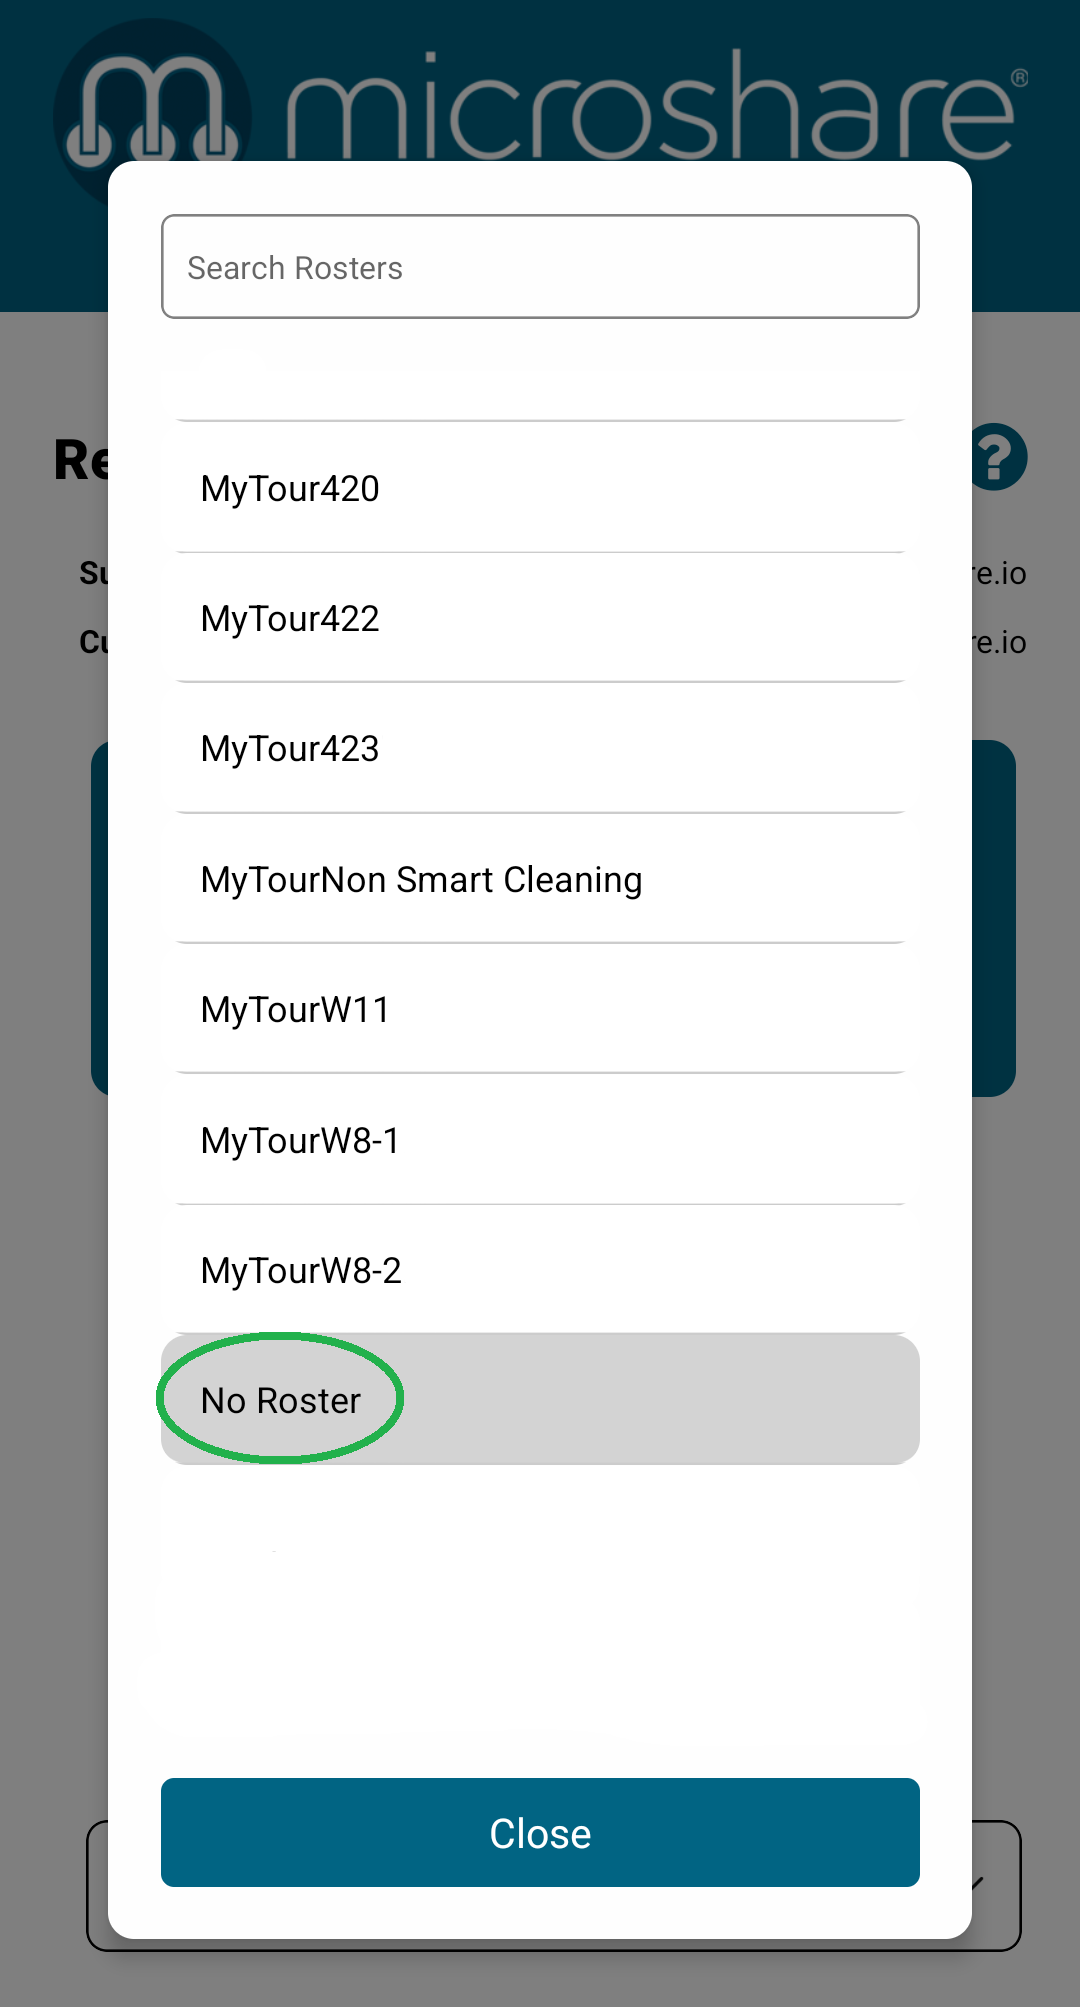 microshare®
Search Rosters
Re
?
MyTour420
Su
re.io
MyTour422
Cu
re.io
MyTour423
MyTourNon Smart Cleaning
MyTourW11
MyTourW8-1
MyTourW8-2
No Roster
Close